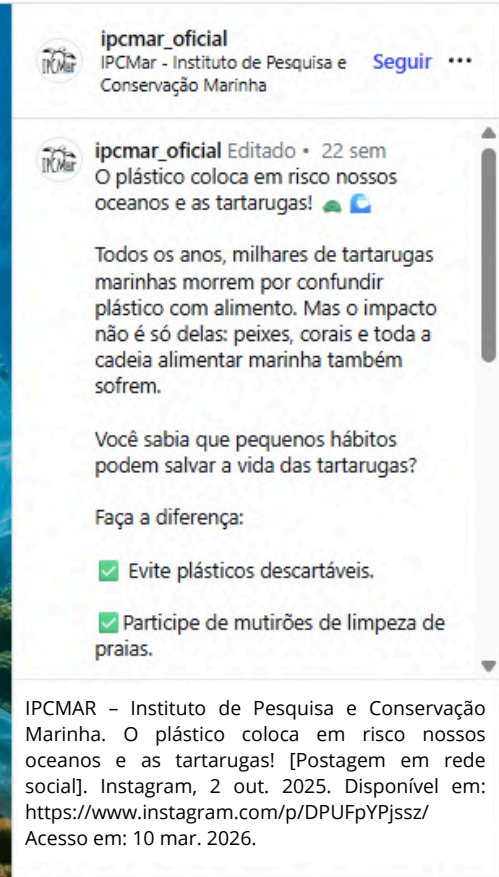 ipcmar_oficial
IPCMar - Instituto de Pesquisa e
Conservação Marinha
Seguir
IPCMar
ipcmar_oficial Editado • 22 sem
O plástico coloca em risco nossos
oceanos e as tartarugas! 🐢 🌊
Todos os anos, milhares de tartarugas
marinhas morrem por confundir
plástico com alimento. Mas o impacto
não é só delas: peixes, corais e toda a
cadeia alimentar marinha também
sofrem.
Você sabia que pequenos hábitos
podem salvar a vida das tartarugas?
Faça a diferença:
✅ Evite plásticos descartáveis.
✅ Participe de mutirões de limpeza de
praias.
IPCMAR – Instituto de Pesquisa e Conservação
Marinha. O plástico coloca em risco nossos
oceanos e as tartarugas! [Postagem em rede
social]. Instagram, 2 out. 2025. Disponível em:
https://www.instagram.com/p/DPUFpYPjssz/
Acesso em: 10 mar. 2026.